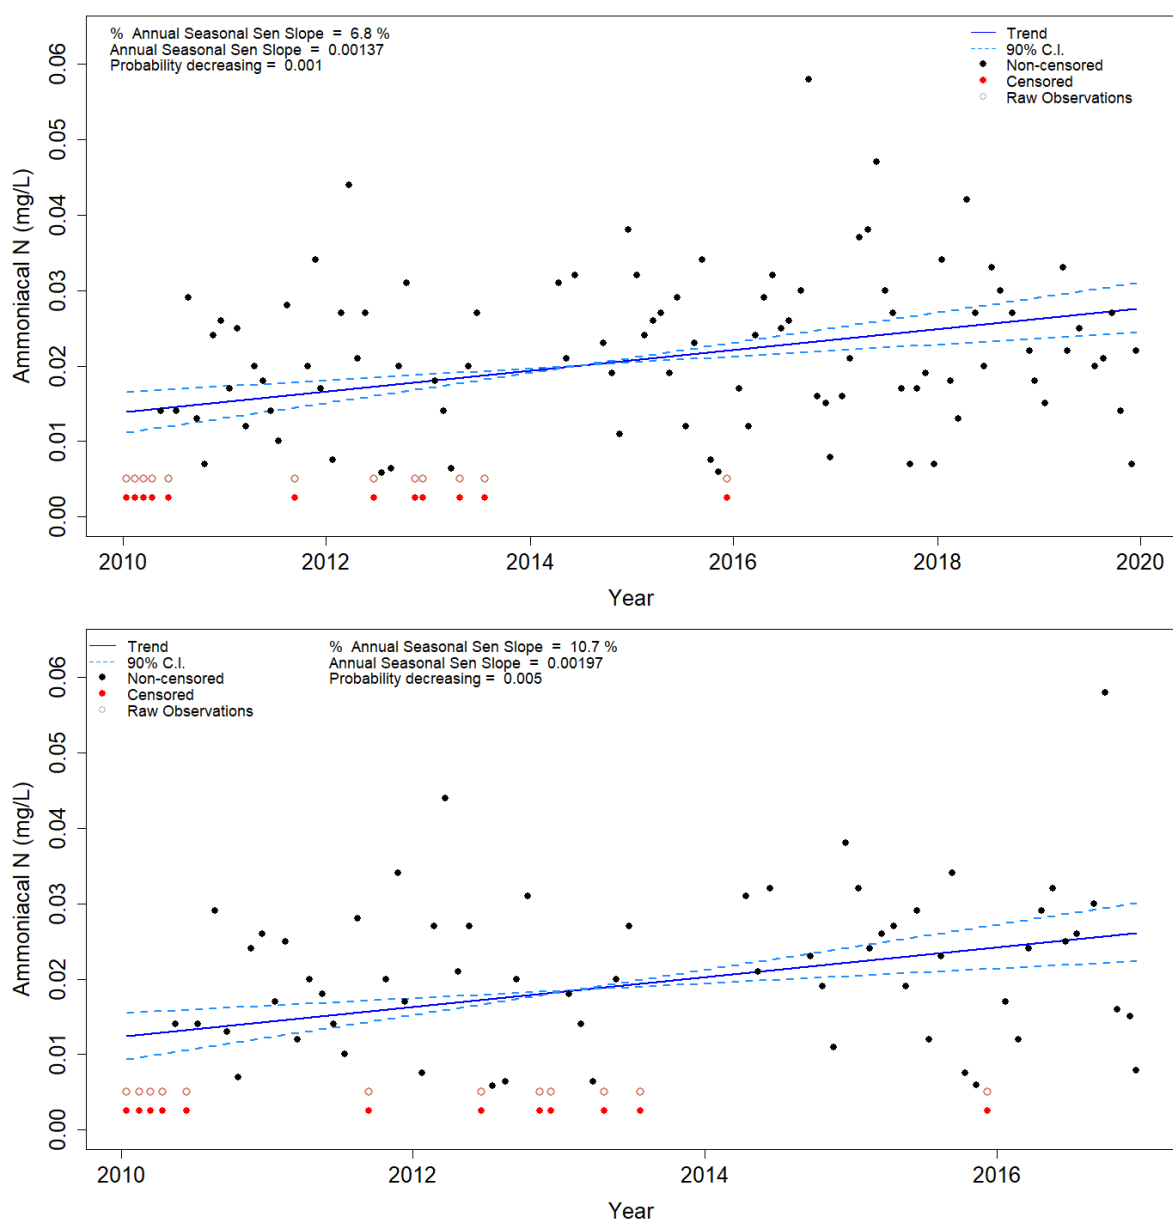 % Annual Seasonal Sen Slope = 6.8 %
Annual Seasonal Sen Slope = 0.00137
Probability decreasing = 0.001
Trend
90% C.I.
Non-censored
Censored
Raw Observations
Ammoniacal N (mg/L)
0.06
0.05
0.04
0.03
0.02
0.01
0.00
2010
2012
2014
2016
2018
2020
Year
Trend
90% C.I.
Non-censored
Censored
Raw Observations
% Annual Seasonal Sen Slope = 10.7 %
Annual Seasonal Sen Slope = 0.00197
Probability decreasing = 0.005
Ammoniacal N (mg/L)
0.06
0.05
0.04
0.03
0.02
0.01
0.00
2010
2012
2014
2016
Year